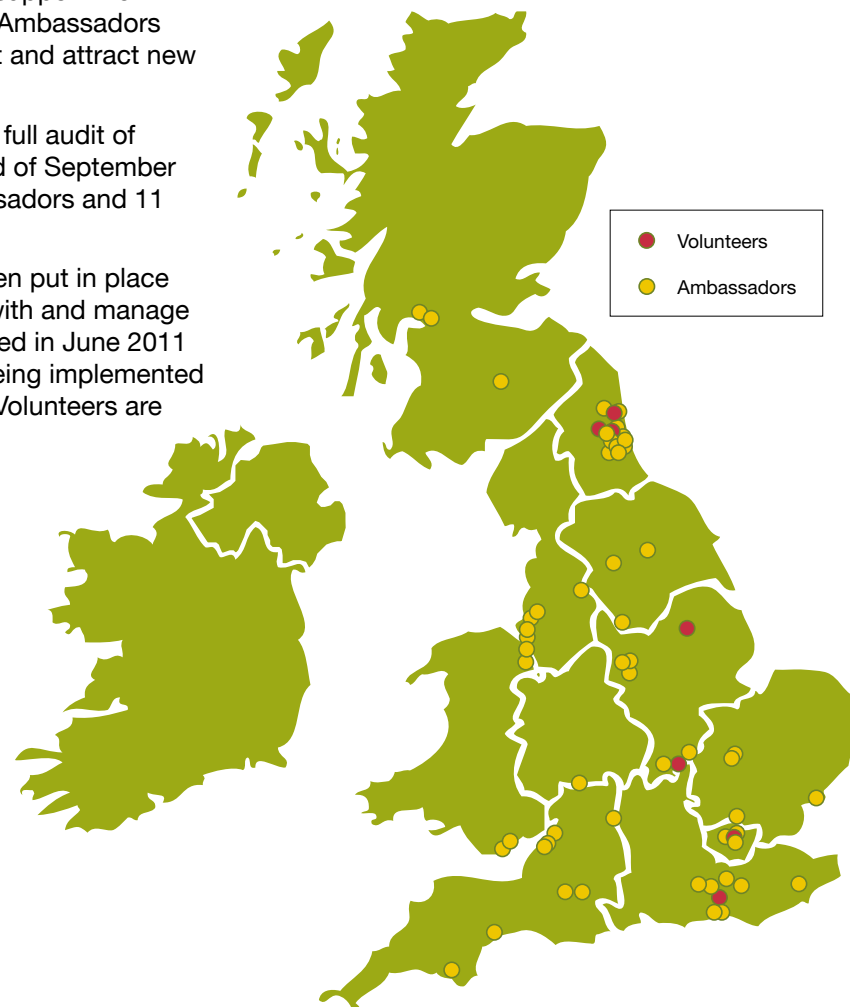 Ambassadors
t and attract new
full audit of
d of September
sadors and 11
en put in place
with and manage
ed in June 2011
eing implemented
Volunteers are
Volunteers
Ambassadors